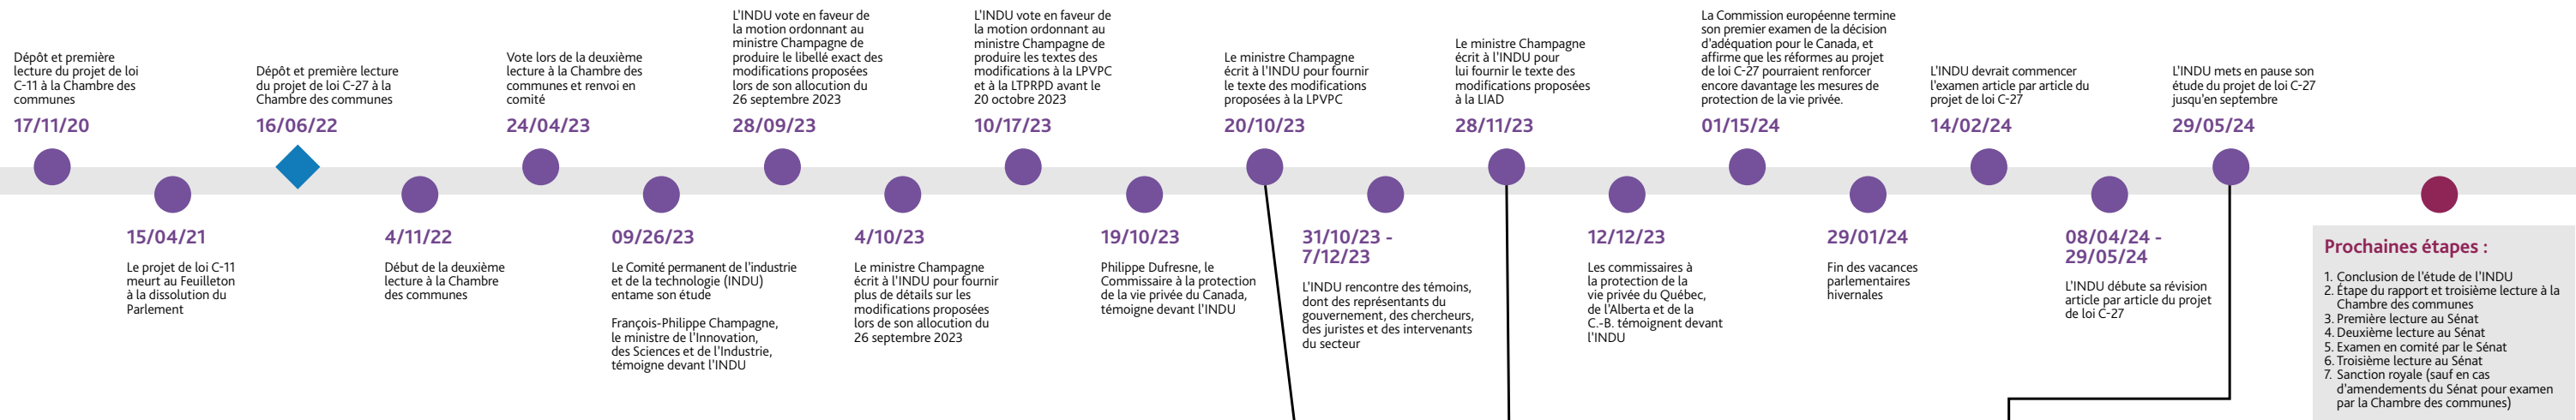 Dépôt et première
lecture du projet de loi
C-11 à la Chambre des
communes
17/11/20
15/04/21
Le projet de loi C-11
meurt au Feuilleton
à la dissolution du
Parlement
Dépôt et première lecture
du projet de loi C-27 à la
Chambre des communes
16/06/22
4/11/22
Début de la deuxième
lecture à la Chambre
des communes
Vote lors de la deuxième
lecture à la Chambre des
communes et renvoi en
comité
24/04/23
09/26/23
Le Comité permanent de l'industrie
et de la technologie (INDU)
entame son étude
François-Philippe Champagne,
le ministre de l'Innovation,
des Sciences et de l'Industrie,
témoigne devant l'INDU
L'INDU vote en faveur de
la motion ordonnant au
ministre Champagne de
produire le libellé exact des
modifications proposées
lors de son allocution du
26 septembre 2023
28/09/23
4/10/23
Le ministre Champagne
écrit à l'INDU pour fournir
plus de détails sur les
modifications proposées
lors de son allocution du
26 septembre 2023
L'INDU vote en faveur de
la motion ordonnant au
ministre Champagne de
produire les textes des
modifications à la LPVPC
et à la LTPRPD avant le
20 octobre 2023
10/17/23
19/10/23
Philippe Dufresne, le
Commissaire à la protection
de la vie privée du Canada,
témoigne devant l'INDU
Le ministre Champagne
écrit à l'INDU pour fournir
le texte des modifications
proposées à la LPVPC
20/10/23
31/10/23 -
7/12/23
L'INDU rencontre des témoins,
dont des représentants du
gouvernement, des chercheurs,
des juristes et des intervenants
du secteur
Le ministre Champagne
écrit à l'INDU pour
lui fournir le texte des
modifications proposées
à la LIAD
28/11/23
12/12/23
Les commissaires à
la protection de la
vie privée du Québec,
de l'Alberta et de la
C.-B. témoignent devant
l'INDU
La Commission européenne termine
son premier examen de la décision
d'adéquation pour le Canada, et
affirme que les réformes au projet
de loi C-27 pourraient renforcer
encore davantage les mesures de
protection de la vie privée.
01/15/24
29/01/24
Fin des vacances
parlementaires
hivernales
L'INDU devrait commencer
l'examen article par article du
projet de loi C-27
14/02/24
08/04/24 -
29/05/24
L'INDU débute sa révision
article par article du projet
de loi C-27
L'INDU mets en pause son
étude du projet de loi C-27
jusqu'en septembre
29/05/24
Prochaines étapes :
1. Conclusion de l'étude de l'INDU
2. Étape du rapport et troisième lecture à la
Chambre des communes
3. Première lecture au Sénat
4. Deuxième lecture au Sénat
5. Examen en comité par le Sénat
6. Troisième lecture au Sénat
7. Sanction royale (sauf en cas
d'amendements du Sénat pour examen
par la Chambre des communes)